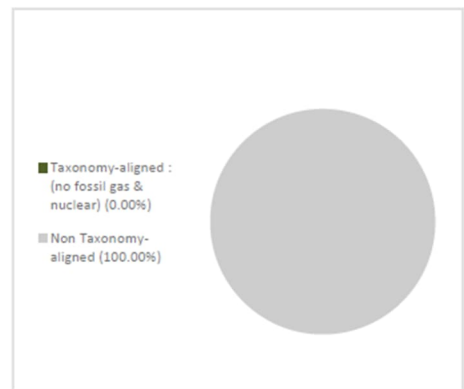 Taxonomy-aligned :
(no fossil gas &
nuclear) (0.00%)
Non Taxonomy-
aligned (100.00%)